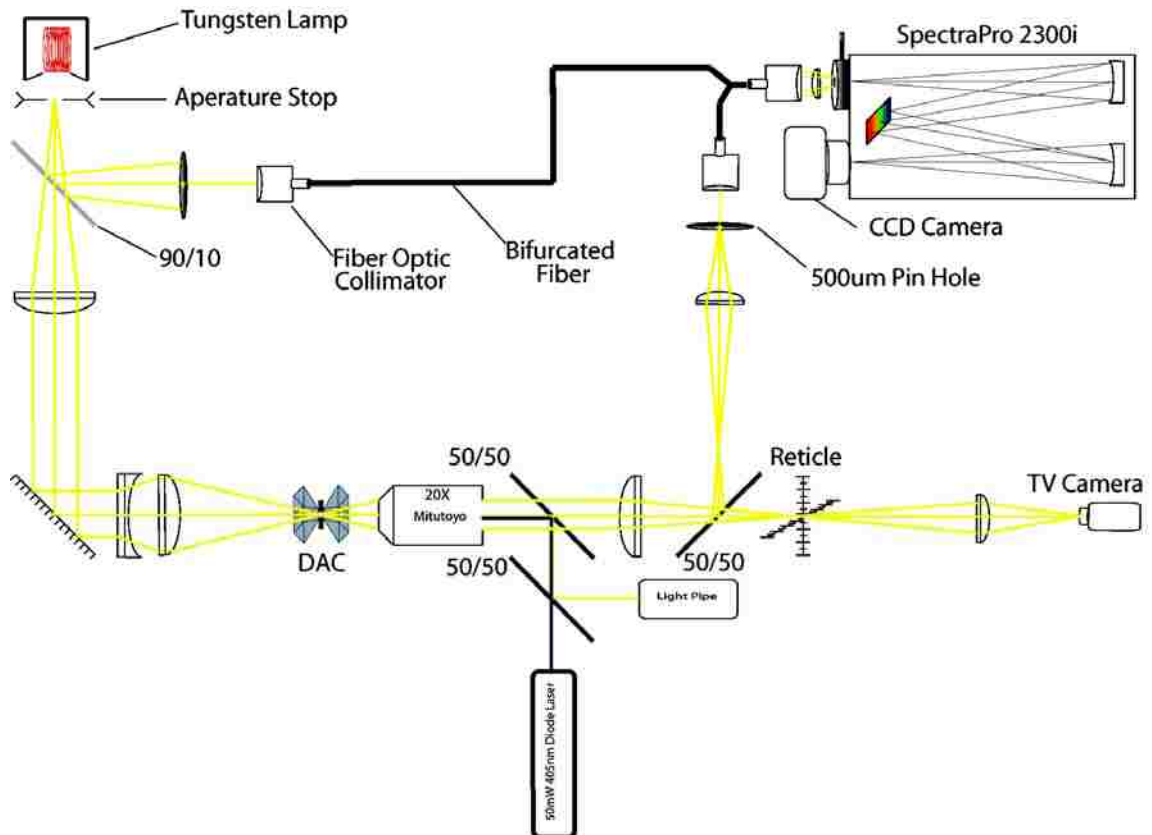 Tungsten Lamp
SpectraPro 2300i
Aperature Stop
CCD Camera
90/10
Fiber Optic
Collimator
Bifurcated
Fiber
500um Pin Hole
50/50
Reticle
TV Camera
20X
Mitutoyo
DAC
50/50
50/50
Light Pipe
50mW 405nm Diode Laser